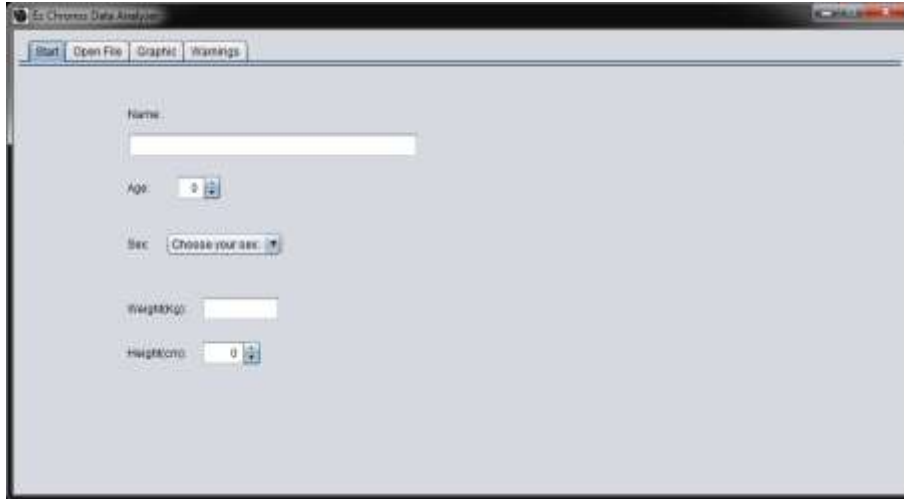 Ez Chronos Data Analyzer
Start Open File Graphic Warnings
Name:
Age: 0
Sex: Choose your sex:
Weight(Kg):
Height(cm): 0